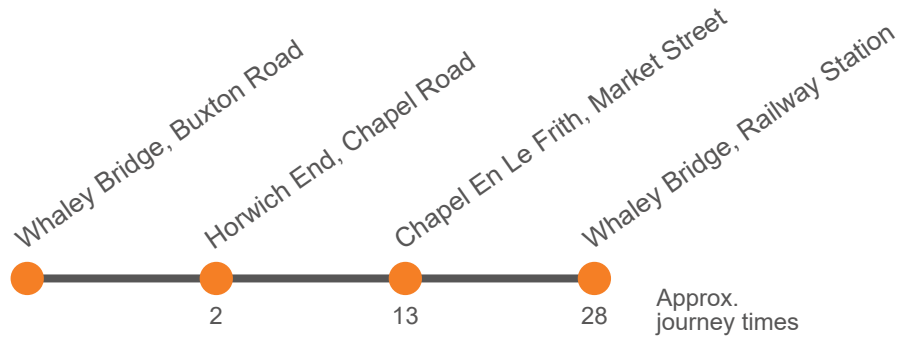 Whaley Bridge, Buxton Road
Horwich End, Chapel Road
Chapel En Le Frith, Market Street
Whaley Bridge, Railway Station
2
13
28
Approx.
journey times